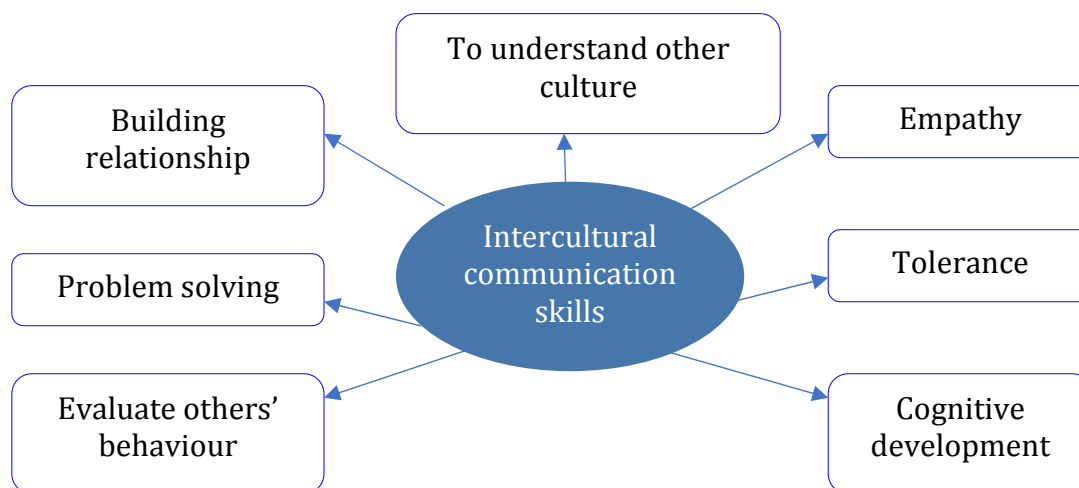 To understand other
culture
Building
relationship
Empathy
Intercultural
communication
skills
Problem solving
Tolerance
Evaluate others’
behaviour
Cognitive
development